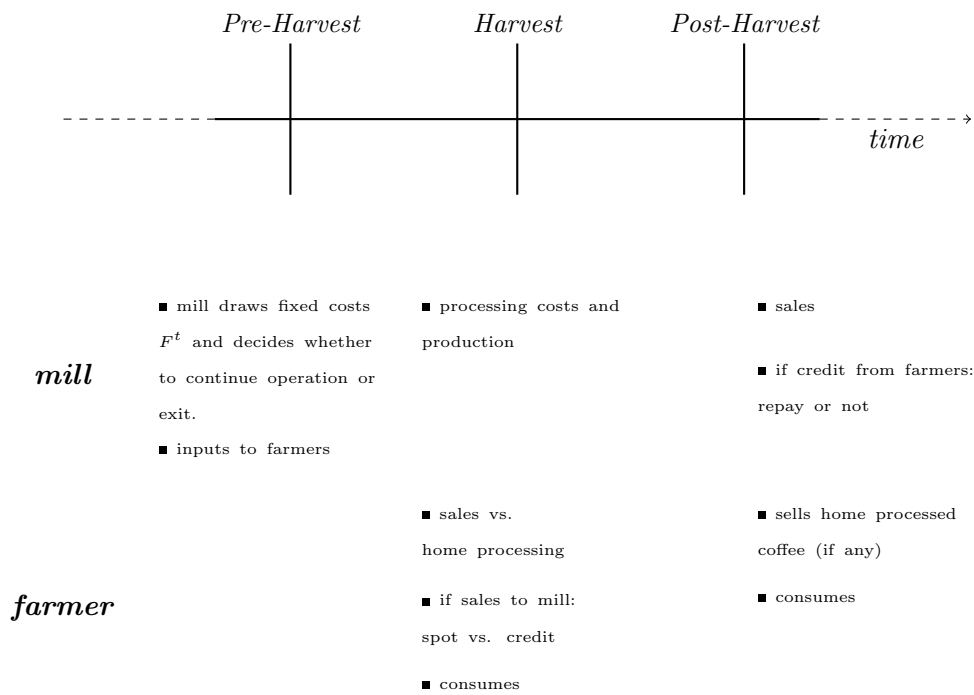 Pre-Harvest
Harvest
Post-Harvest
time
mill
■ mill draws fixed costs
F^t and decides whether
to continue operation or
exit.
■ inputs to farmers
■ processing costs and
production
■ sales
■ if credit from farmers:
repay or not
farmer
■ sales vs.
home processing
■ if sales to mill:
spot vs. credit
■ consumes
■ sells home processed
coffee (if any)
■ consumes